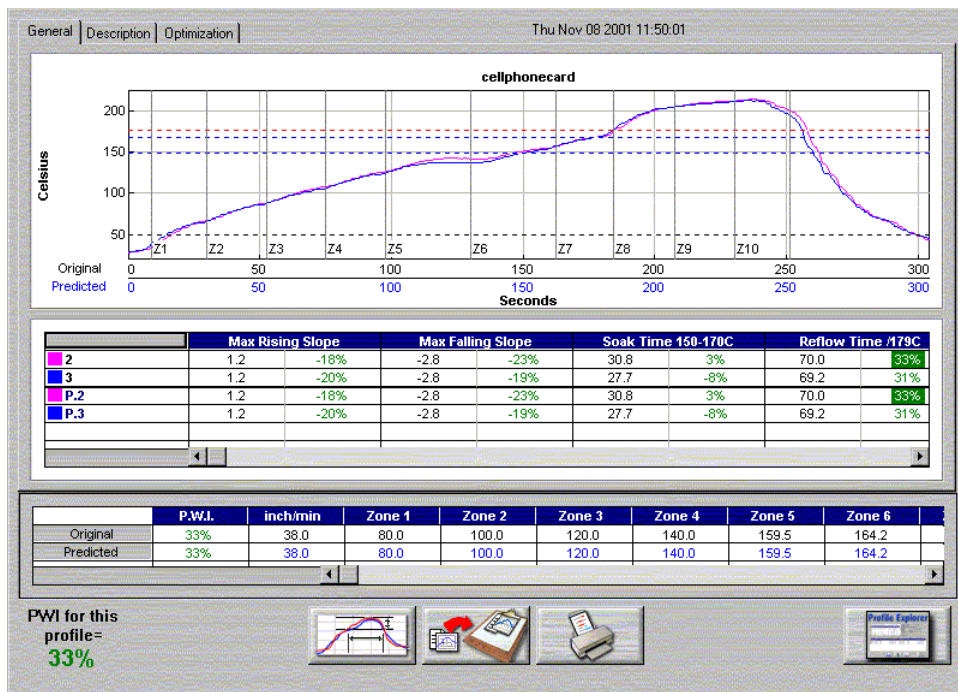 General Description Optimization Thu Nov 08 2001 11:50:01
cellphonecard
Celsius
200
150
100
50
Z1 Z2 Z3 Z4 Z5 Z6 Z7 Z8 Z9 Z10
Original 0 50 100 150 200 250 300
Predicted 0 50 100 150 200 250 300
Seconds
Max Rising Slope Max Falling Slope Soak Time 150-170C Reflow Time /179C
2 1.2 -18% -2.8 -23% 30.8 3% 70.0 33%
3 1.2 -20% -2.8 -19% 27.7 -8% 69.2 31%
P.2 1.2 -18% -2.8 -23% 30.8 3% 70.0 33%
P.3 1.2 -20% -2.8 -19% 27.7 -8% 69.2 31%
P.W.I. inch/min Zone 1 Zone 2 Zone 3 Zone 4 Zone 5 Zone 6
Original 33% 38.0 80.0 100.0 120.0 140.0 159.5 164.2
Predicted 33% 38.0 80.0 100.0 120.0 140.0 159.5 164.2
PWI for this
profile=
33%
Profile Explorer